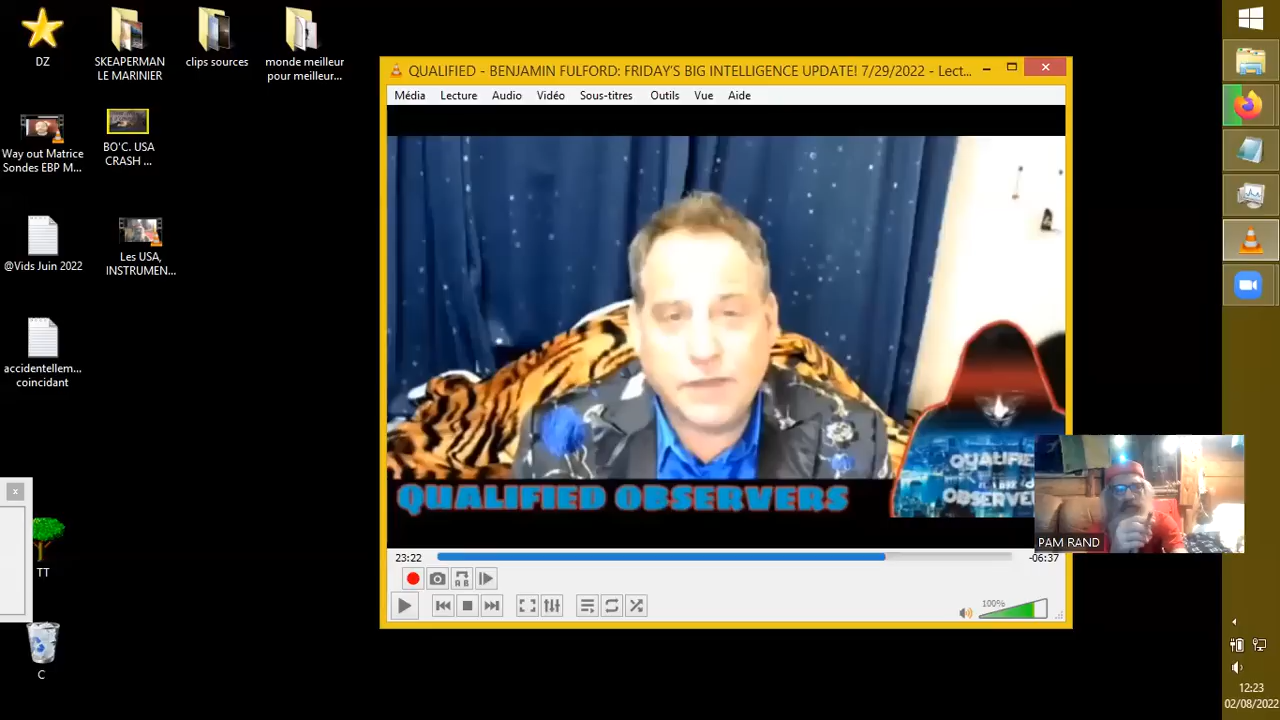 DZ
SKEAPERMAN
LE MARINIER
clips sources
monde meilleur
pour meilleur...
Way out Matrice
Sondes EBP M...
BO'C. USA
CRASH ...
@Vids Juin 2022
Les USA,
INSTRUMEN...
accidentellem...
coincidant
x
TT
C
QUALIFIED - BENJAMIN FULFORD: FRIDAY'S BIG INTELLIGENCE UPDATE! 7/29/2022 - Lect...
Média Lecture Audio Vidéo Sous-titres Outils Vue Aide
QUALIFIED OBSERVERS
QUALIFIED
OBSERVE
PAM RAND
23:22
-06:37
100%
12:23
02/08/2022